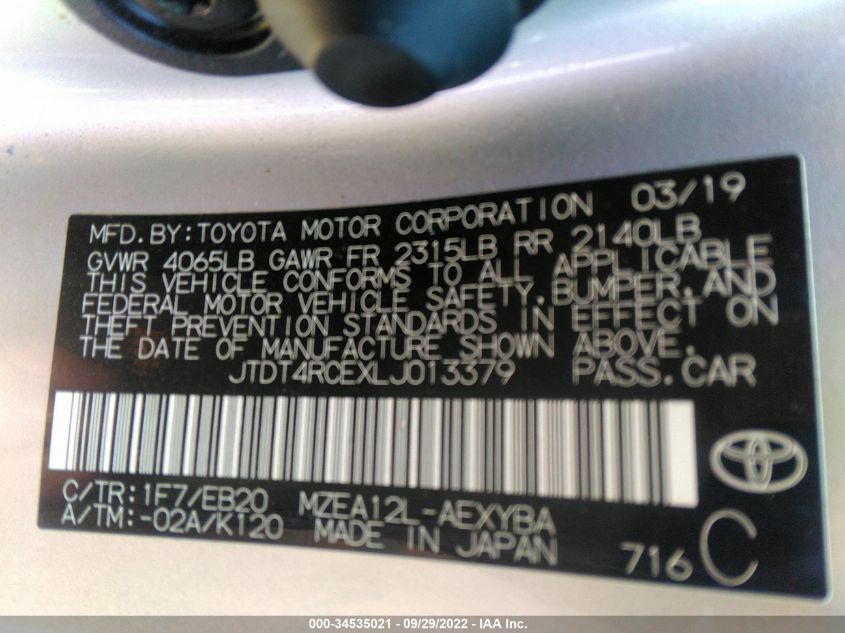 MFD.BY:TOYOTA MOTOR CORPORATION 03/19
GVWR 4065LB GAWR FR 2315LB RR 2140LB
THIS VEHICLE CONFORMS TO ALL APPLICABLE
FEDERAL MOTOR VEHICLE SAFETY,BUMPER,AND
THEFT PREVENTION STANDARDS IN EFFECT ON
THE DATE OF MANUFACTURE SHOWN ABOVE.
JTDT4RCEXLJ013379 PASS.CAR
C/TR:1F7/EB20 MZEA12L-AEXYBA
A/TM:-02A/K120 MADE IN JAPAN 716 C
000-34535021 - 09/29/2022 - IAA Inc.